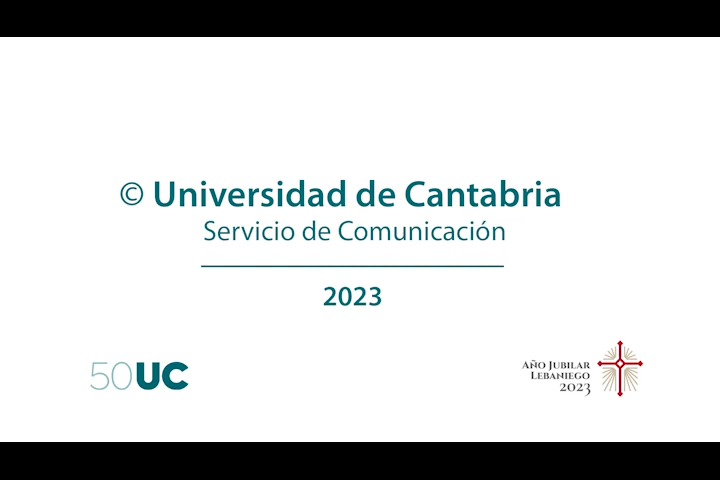 © Universidad de Cantabria
Servicio de Comunicación
2023
50UC
Año Jubilar
Lebaniego
2023